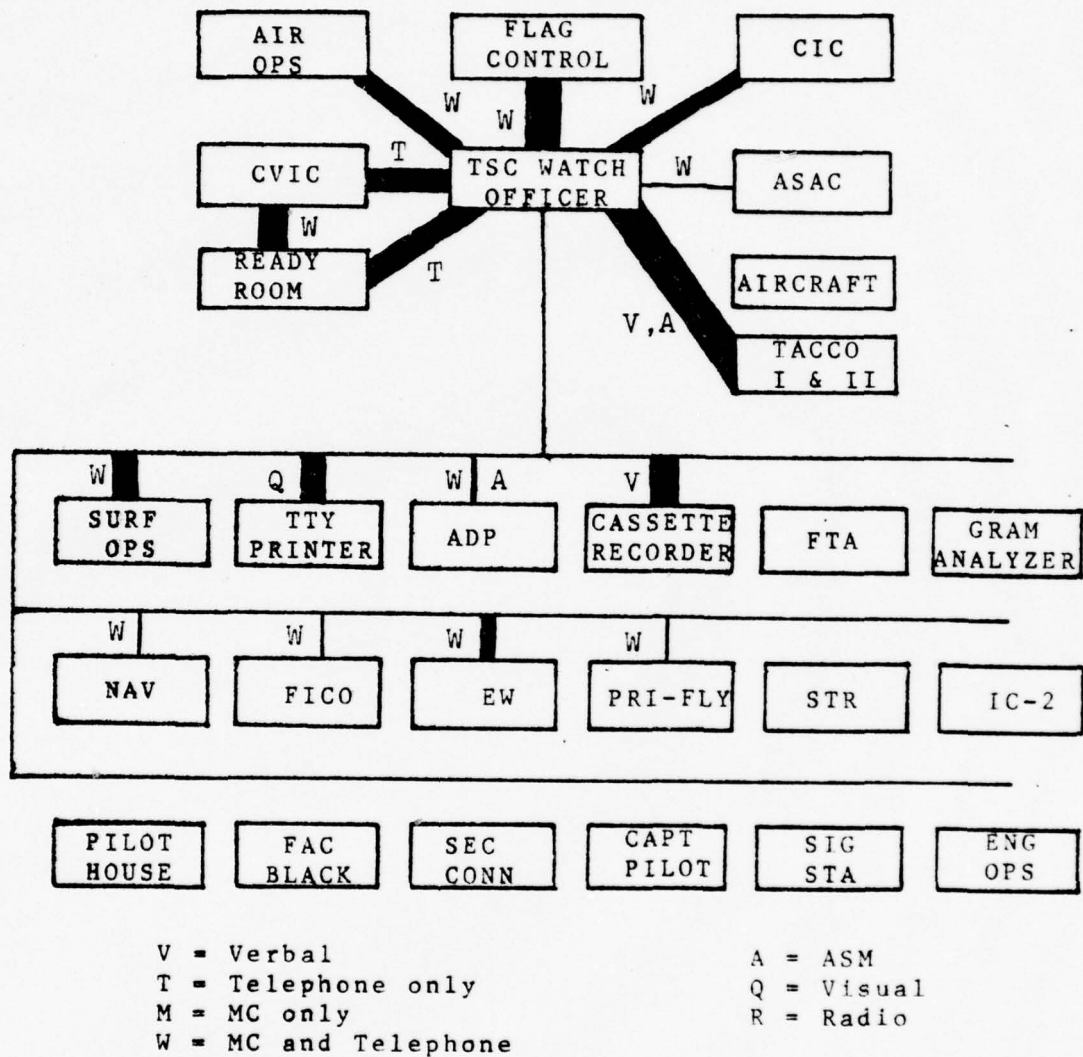 AIR
OPS
FLAG
CONTROL
CIC
W
W
W
CVIC
T
TSC WATCH
OFFICER
W
ASAC
W
READY
ROOM
T
AIRCRAFT
V,A
TACCO
I & II
W
Q
W A
V
SURF
OPS
TTY
PRINTER
ADP
CASSETTE
RECORDER
FTA
GRAM
ANALYZER
W
W
W
W
NAV
FICO
EW
PRI-FLY
STR
IC-2
PILOT
HOUSE
FAC
BLACK
SEC
CONN
CAPT
PILOT
SIG
STA
ENG
OPS
V = Verbal
T = Telephone only
M = MC only
W = MC and Telephone
A = ASM
Q = Visual
R = Radio